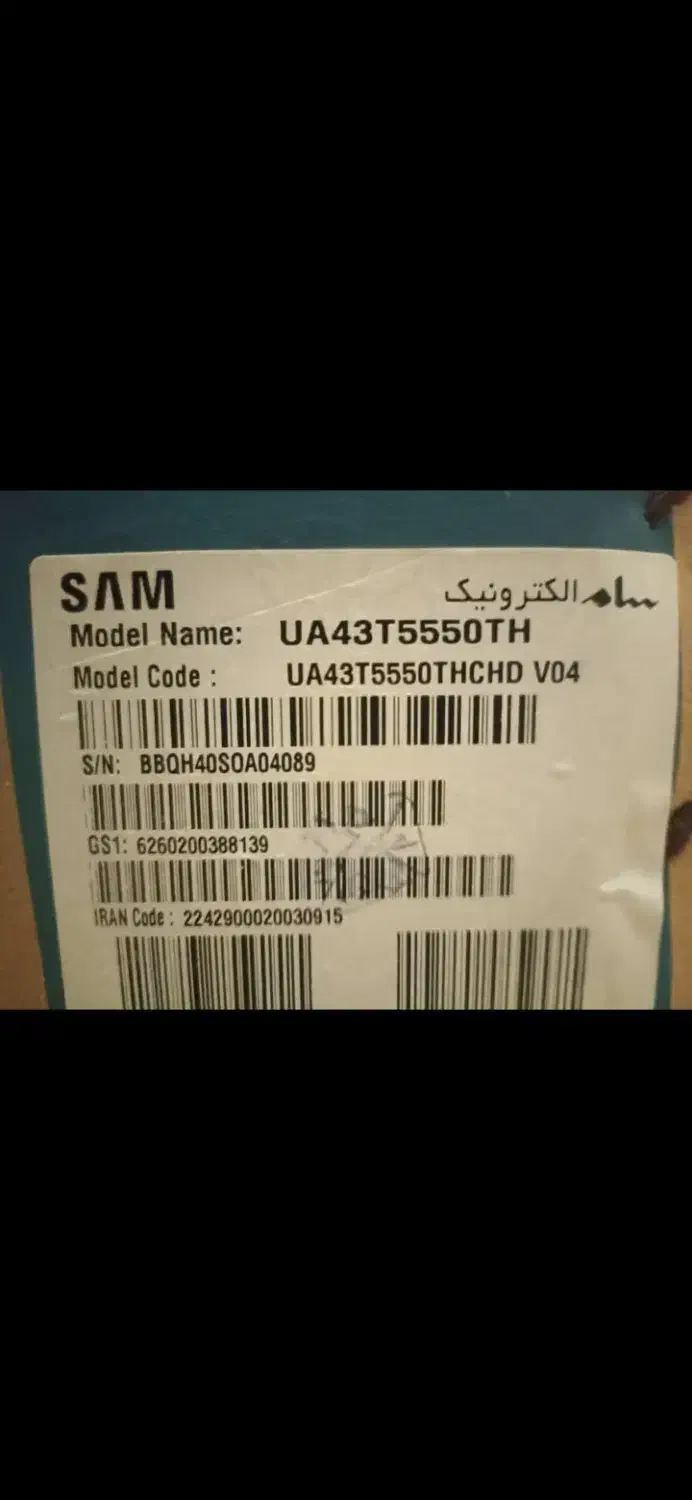 SAM
سام الکترونیک
Model Name: UA43T5550TH
Model Code : UA43T5550THCHD V04
S/N: BBQH40SOA04089
GS1: 6260200388139
IRAN Code : 2242900020030915